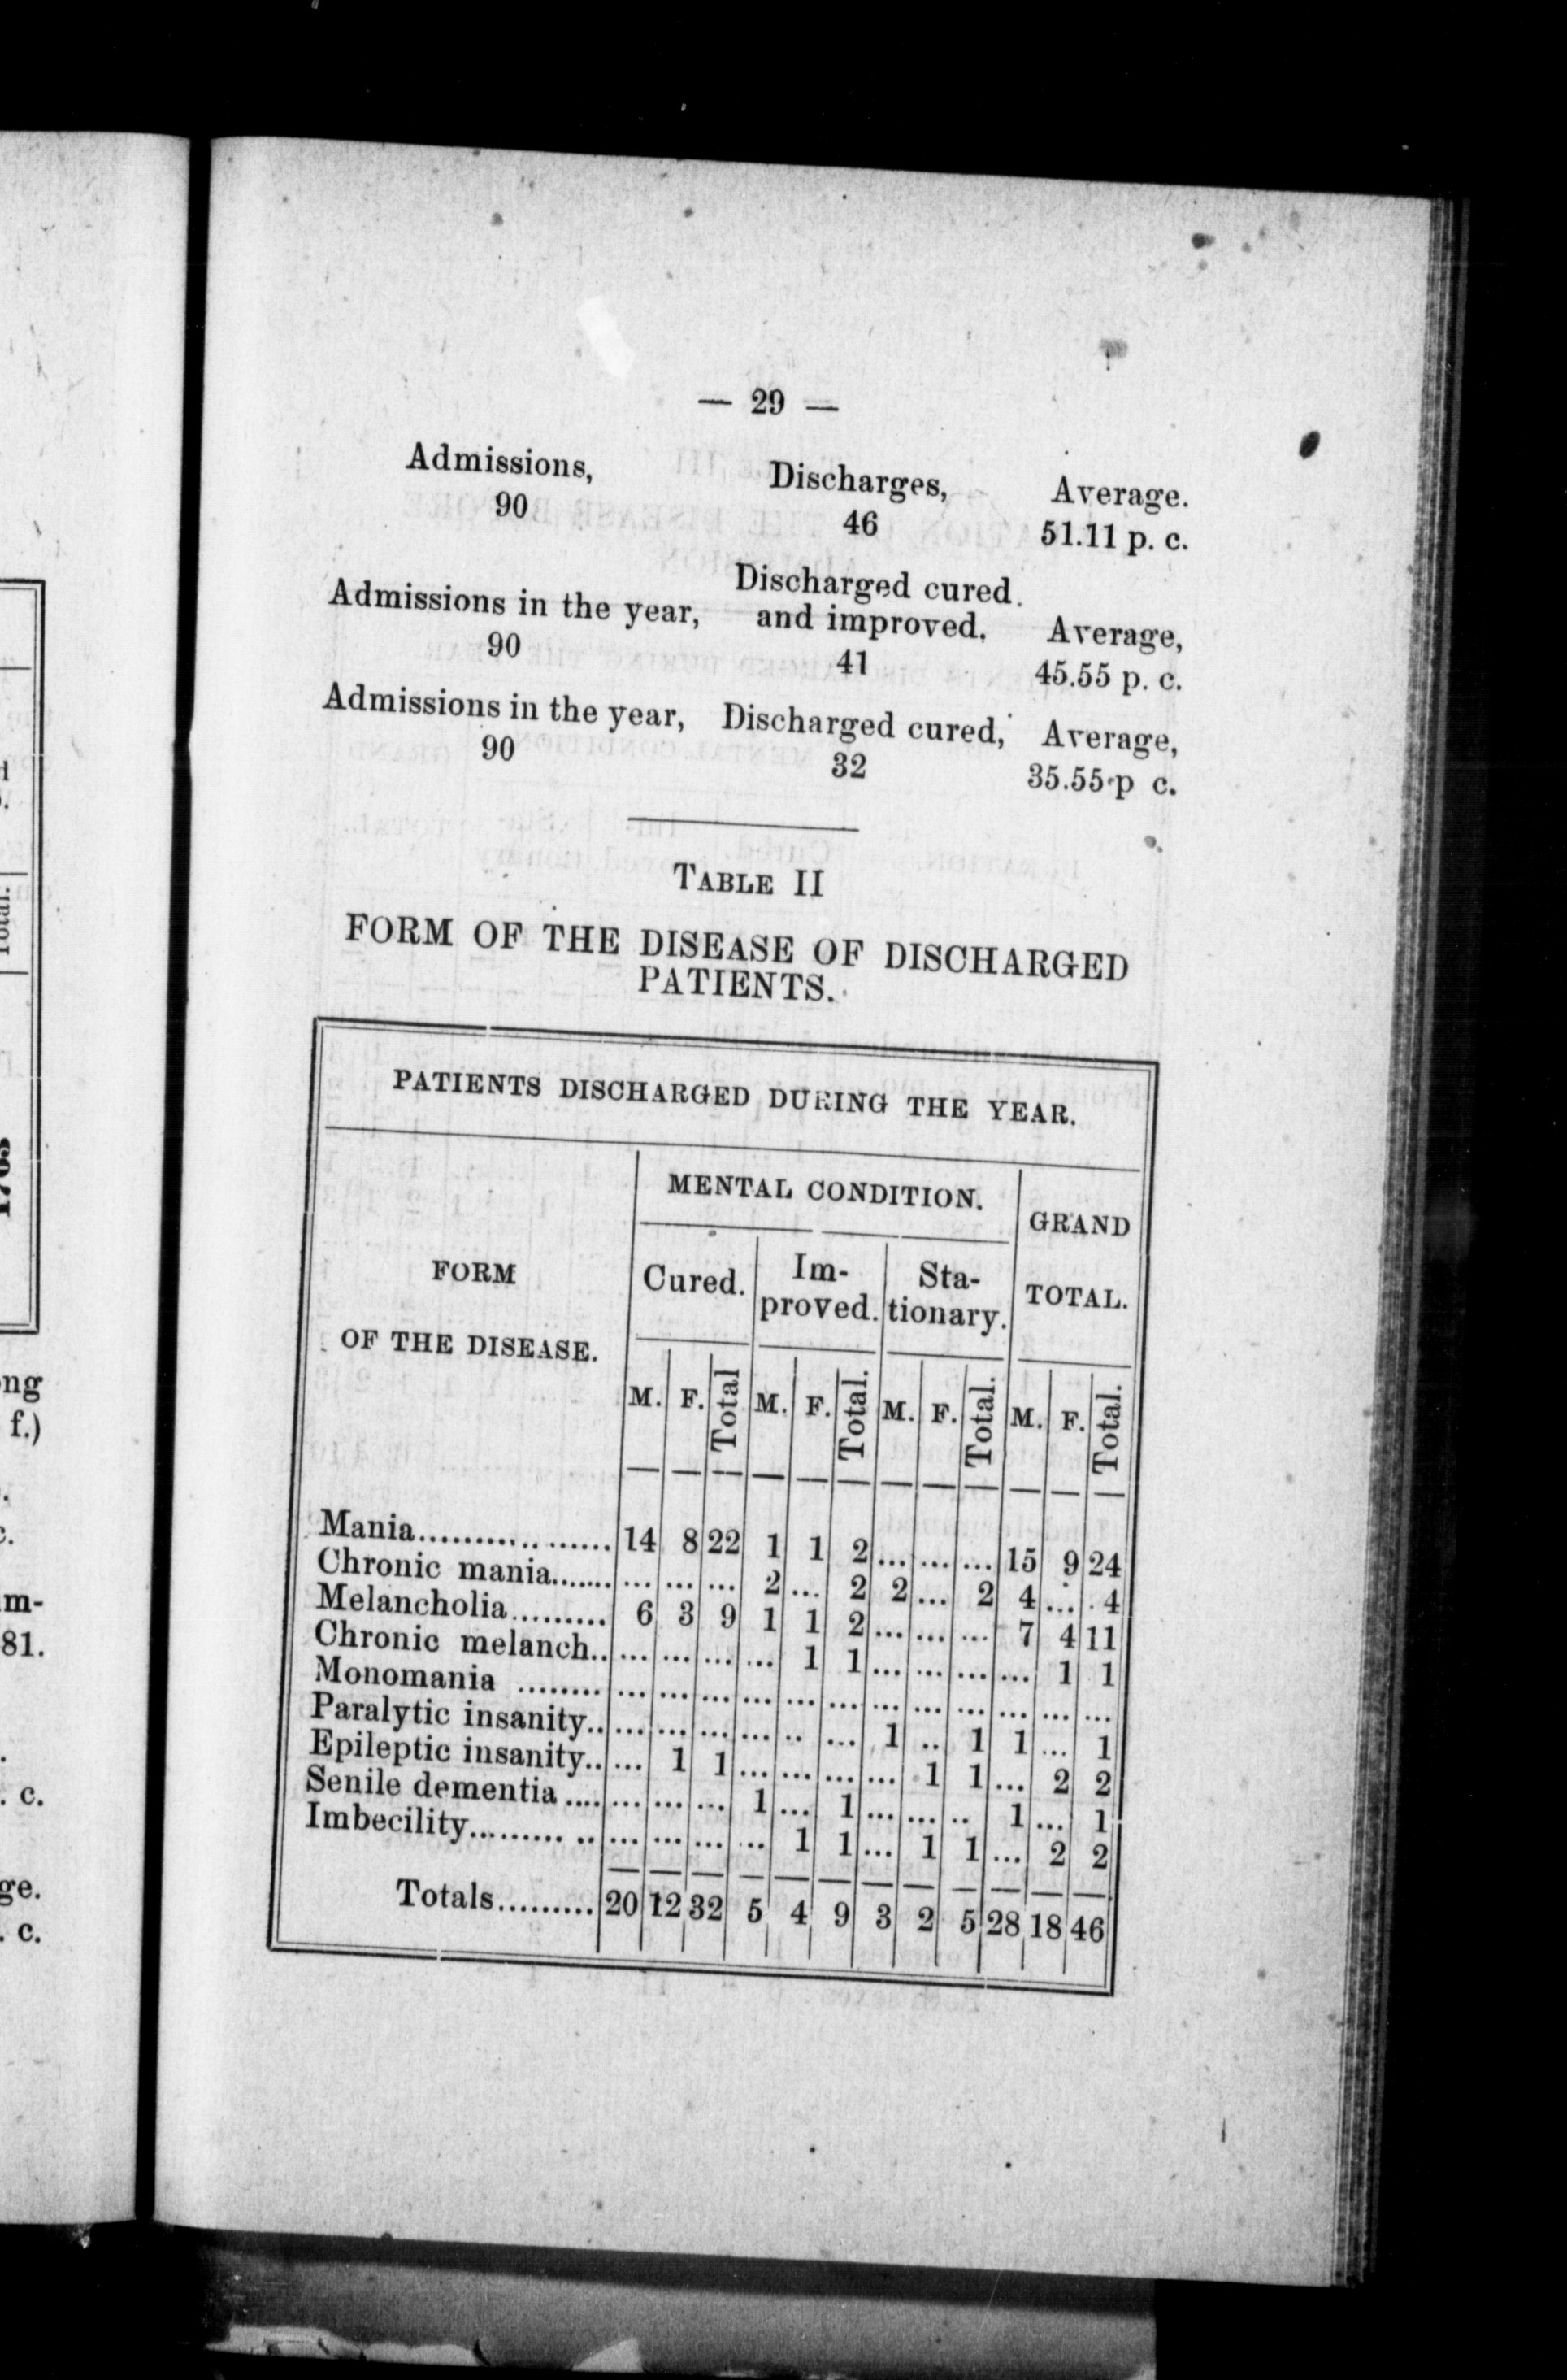 — 29 —
Admissions, Discharges, Average.
90 46 51.11 p. c.
Admissions in the year, Discharged cured. and improved. Average,
90 41 45.55 p. c.
Admissions in the year, Discharged cured, Average,
90 32 35.55 p c.
TABLE II
FORM OF THE DISEASE OF DISCHARGED
PATIENTS.
PATIENTS DISCHARGED DURING THE YEAR.
FORM OF THE DISEASE.
MENTAL CONDITION.
GRAND TOTAL.
Cured. Im-proved. Sta-tionary.
M. F. Total M. F. Total. M. F. Total. M. F. Total.
Mania.................. 14 8 22 1 1 2 ... ... ... 15 9 24
Chronic mania....... ... ... ... 2 ... 2 2 ... 2 4 ... 4
Melancholia......... 6 3 9 1 1 2 ... ... ... 7 4 11
Chronic melanch.. ... ... ... ... 1 1 ... ... ... ... 1 1
Monomania ........ ... ... ... ... ... ... ... ... ... ... ... ...
Paralytic insanity.. ... ... ... ... .. ... 1 .. 1 1 ... 1
Epileptic insanity.. ... 1 1 ... ... ... ... 1 1 ... 2 2
Senile dementia .... ... ... ... 1 ... 1 ... ... .. 1 ... 1
Imbecility......... .. ... ... ... ... 1 1 ... 1 1 ... 2 2
Totals......... 20 12 32 5 4 9 3 2 5 28 18 46
ng
f.)
c.
m-
81.
. c.
ge.
. c.